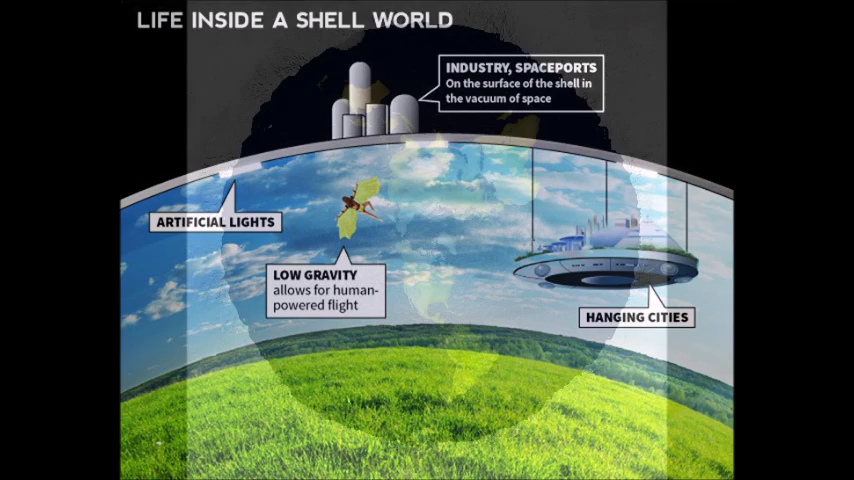 LIFE INSIDE A SHELL WORLD
INDUSTRY, SPACEPORTS
On the surface of the shell in
the vacuum of space
ARTIFICIAL LIGHTS
LOW GRAVITY
allows for human-
powered flight
HANGING CITIES